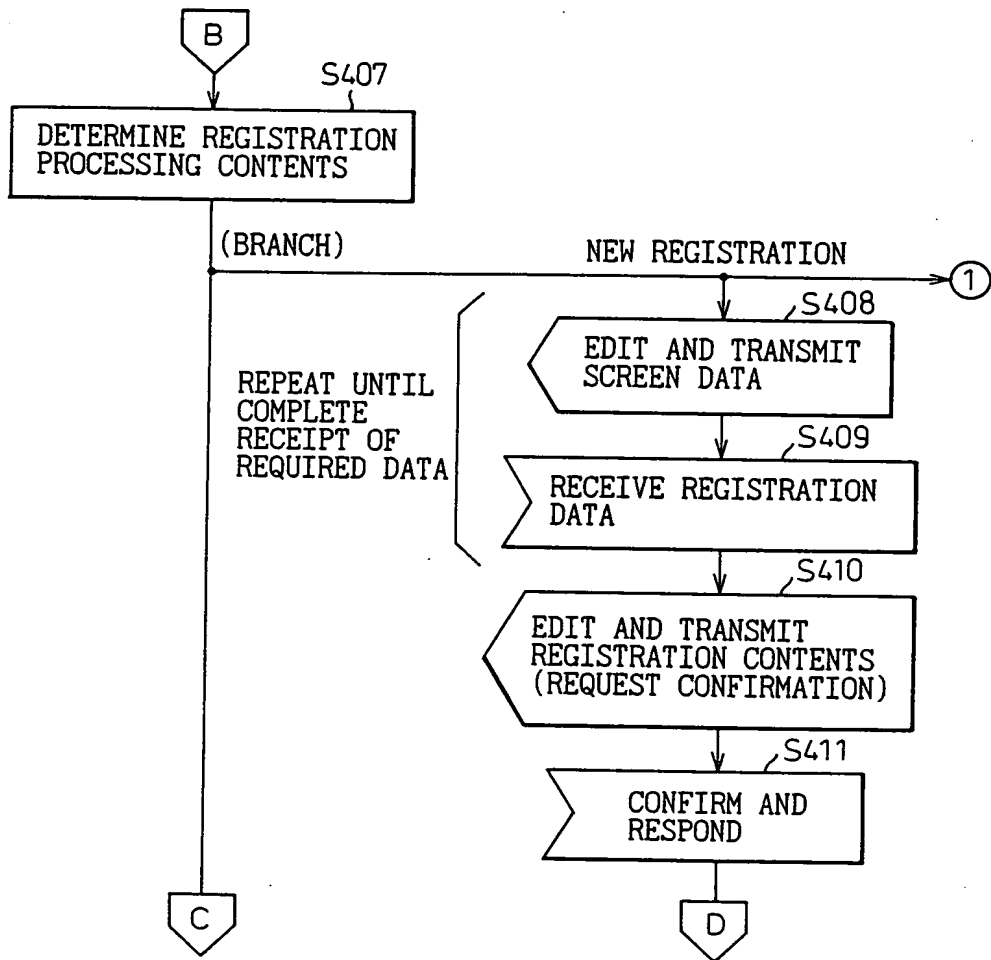 B
S407
DETERMINE REGISTRATION
PROCESSING CONTENTS
(BRANCH)
NEW REGISTRATION
1
S408
EDIT AND TRANSMIT
SCREEN DATA
REPEAT UNTIL
COMPLETE
RECEIPT OF
REQUIRED DATA
S409
RECEIVE REGISTRATION
DATA
S410
EDIT AND TRANSMIT
REGISTRATION CONTENTS
(REQUEST CONFIRMATION)
S411
CONFIRM AND
RESPOND
C
D